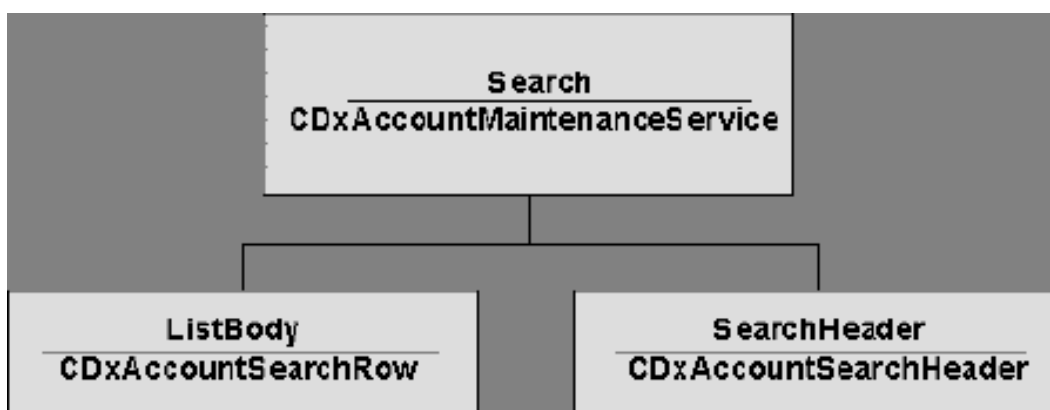 Search
CDxAccountMaintenanceService
ListBody
CDxAccountSearchRow
SearchHeader
CDxAccountSearchHeader